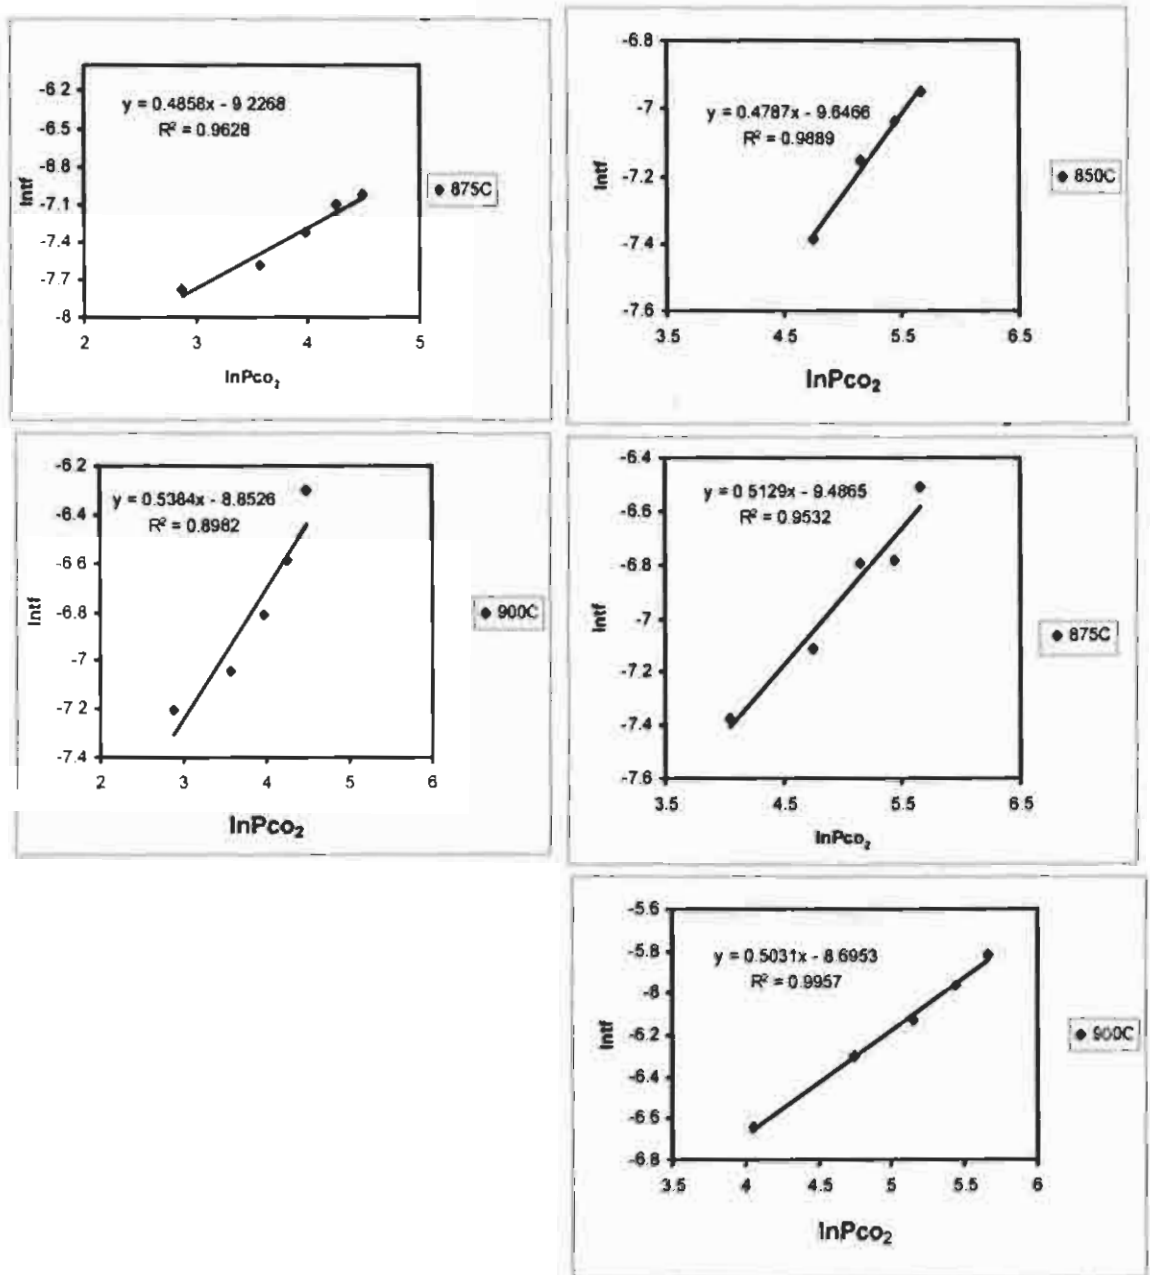 -6.2
-6.5
-6.8
-7.1
-7.4
-7.7
-8
lntf
y = 0.4858x - 9.2268
R² = 0.9628
875C
2 3 4 5
lnPco₂
-6.8
-7
-7.2
-7.4
-7.6
lntf
y = 0.4787x - 9.6466
R² = 0.9889
850C
3.5 4.5 5.5 6.5
lnPco₂
-6.2
-6.4
-6.6
-6.8
-7
-7.2
-7.4
lntf
y = 0.5384x - 8.8526
R² = 0.8982
900C
2 3 4 5 6
lnPco₂
-6.4
-6.6
-6.8
-7
-7.2
-7.4
-7.6
lntf
y = 0.5129x - 9.4865
R² = 0.9532
875C
3.5 4.5 5.5 6.5
lnPco₂
-5.6
-5.8
-8
-6.2
-6.4
-6.6
-6.8
lntf
y = 0.5031x - 8.6953
R² = 0.9957
900C
3.5 4 4.5 5 5.5 6
lnPco₂